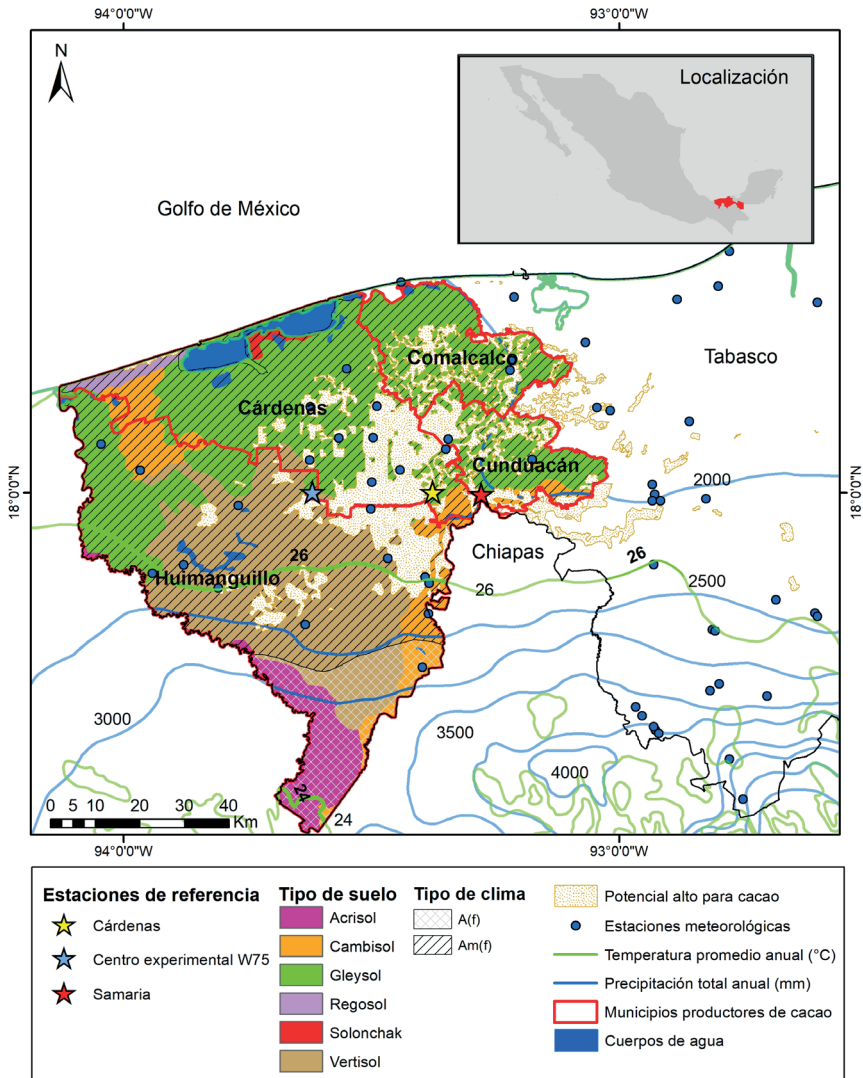 94°0'0"W
93°0'0"W
N
Localización
Golfo de México
Tabasco
Comalcalco
Cárdenas
Cunduacán
18°0'0"N
18°0'0"N
2000
Chiapas
26
26
26
Huimanguillo
2500
3000
3500
4000
24
24
0 5 10 20 30 40
Km
94°0'0"W
93°0'0"W
Estaciones de referencia
Cárdenas
Centro experimental W75
Samaria
Tipo de suelo
Acrisol
Cambisol
Gleysol
Regosol
Solonchak
Vertisol
Tipo de clima
A(f)
Am(f)
Potencial alto para cacao
Estaciones meteorológicas
Temperatura promedio anual (°C)
Precipitación total anual (mm)
Municipios productores de cacao
Cuerpos de agua